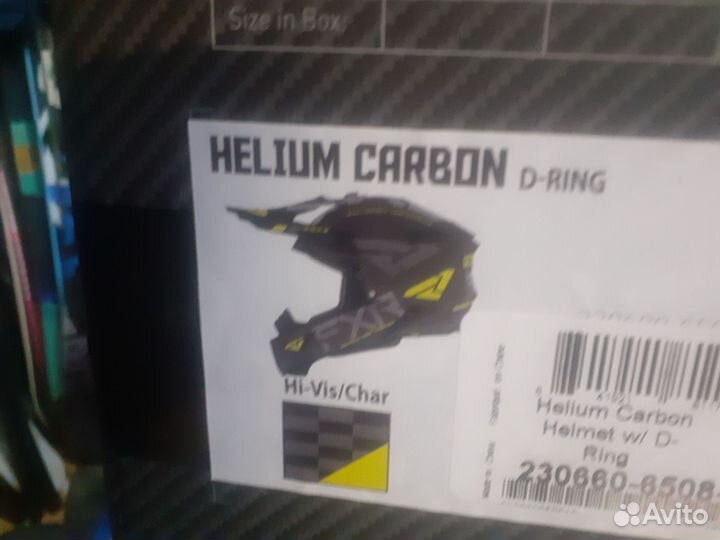 Size in Box:
HELIUM CARBON D-RING
FXR
Hi-Vis/Char
Helium Carbon
Helmet w/ D-
Ring
230660-6508
Avito